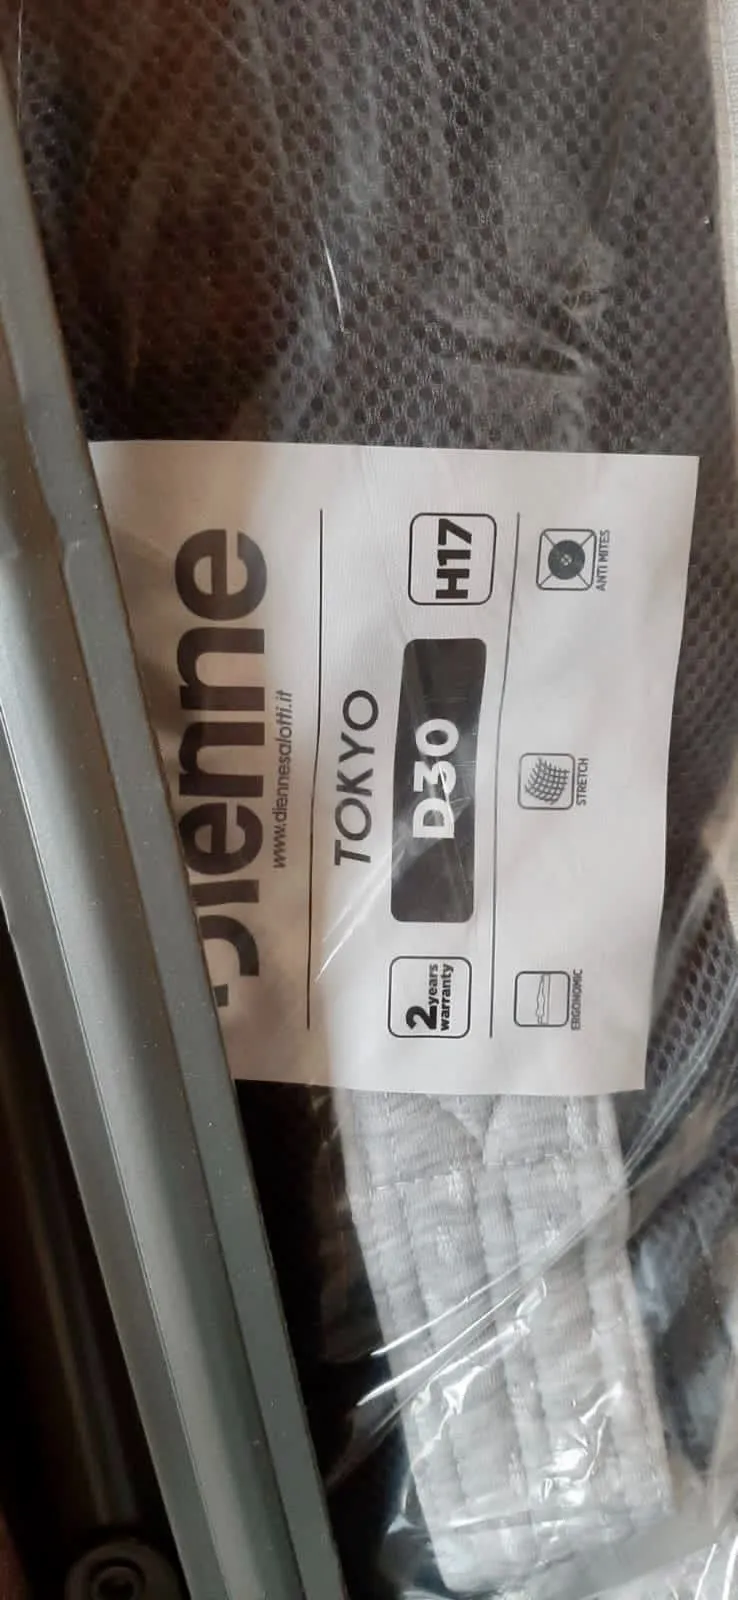 Dienne
www.diennesalotti.it
TOKYO
2 years warranty
D30
H17
ERGONOMIC
STRETCH
ANTI MITES